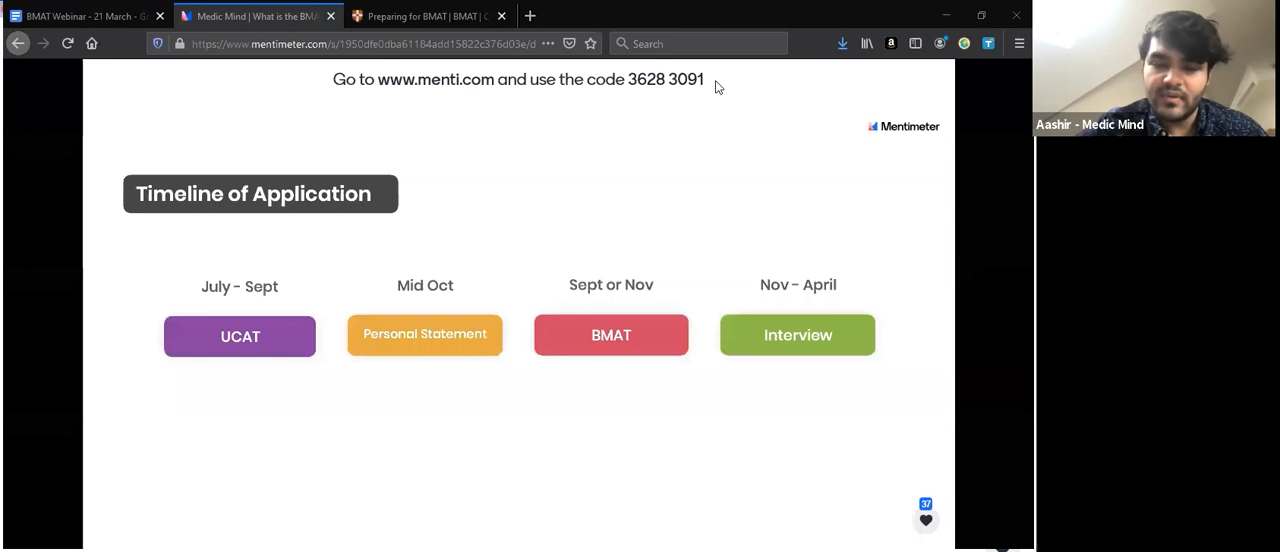 BMAT Webinar - 21 March - Go
Medic Mind | What is the BMA
Preparing for BMAT | BMAT | C
https://www.mentimeter.com/s/1950dfe0dba61184add15822c376d03e/d
Search
Go to www.menti.com and use the code 3628 3091
Mentimeter
Aashir - Medic Mind
Timeline of Application
July - Sept
Mid Oct
Sept or Nov
Nov - April
UCAT
Personal Statement
BMAT
Interview
37